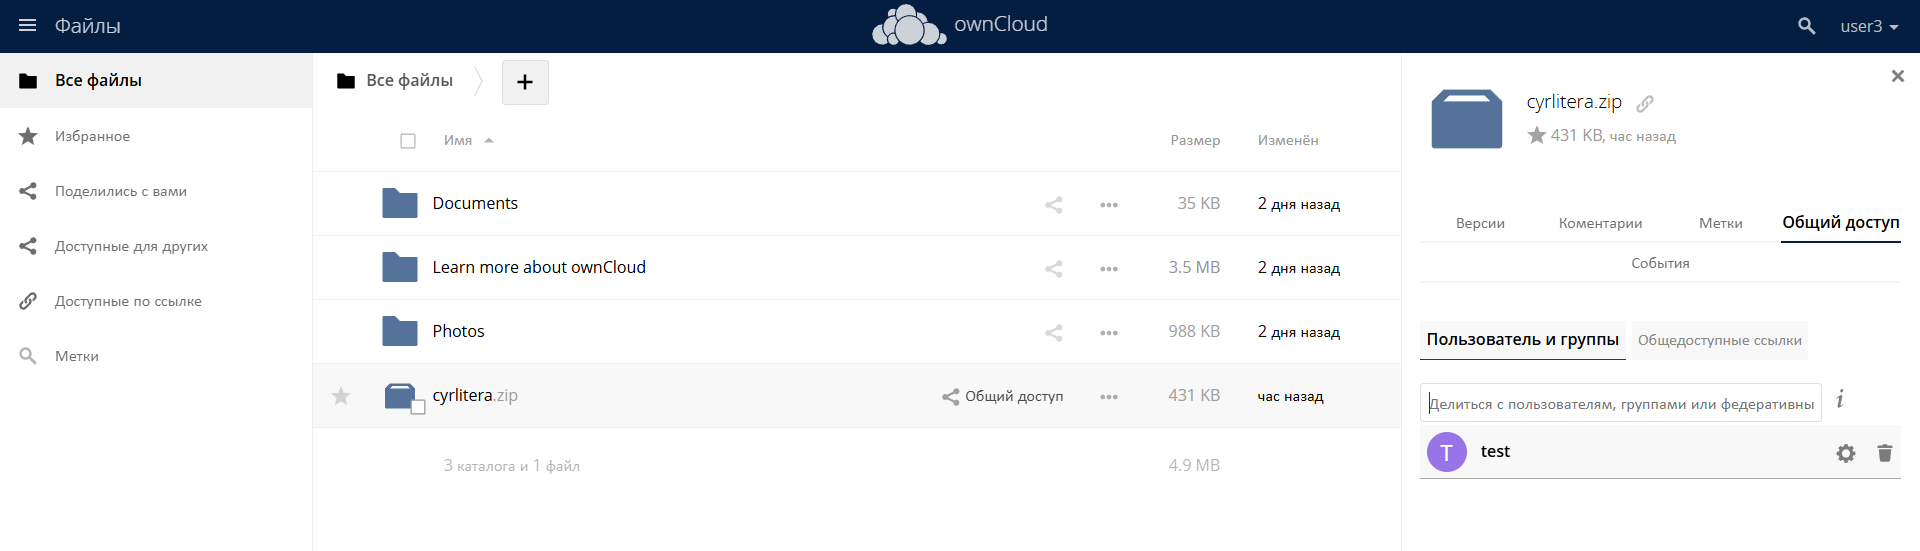 Файлы
ownCloud
user3
Все файлы
Избранное
Поделились с вами
Доступные для других
Доступные по ссылке
Метки
Все файлы
+
Имя
Размер
Изменён
Documents
35 KB
2 дня назад
Learn more about ownCloud
3.5 MB
2 дня назад
Photos
988 KB
2 дня назад
cyrlitera.zip
Общий доступ
431 KB
час назад
3 каталога и 1 файл
4.9 MB
cyrlitera.zip
431 KB, час назад
Версии
Коментарии
Метки
Общий доступ
События
Пользователь и группы
Общедоступные ссылки
Делиться с пользователям, группами или федеративны
i
T
test